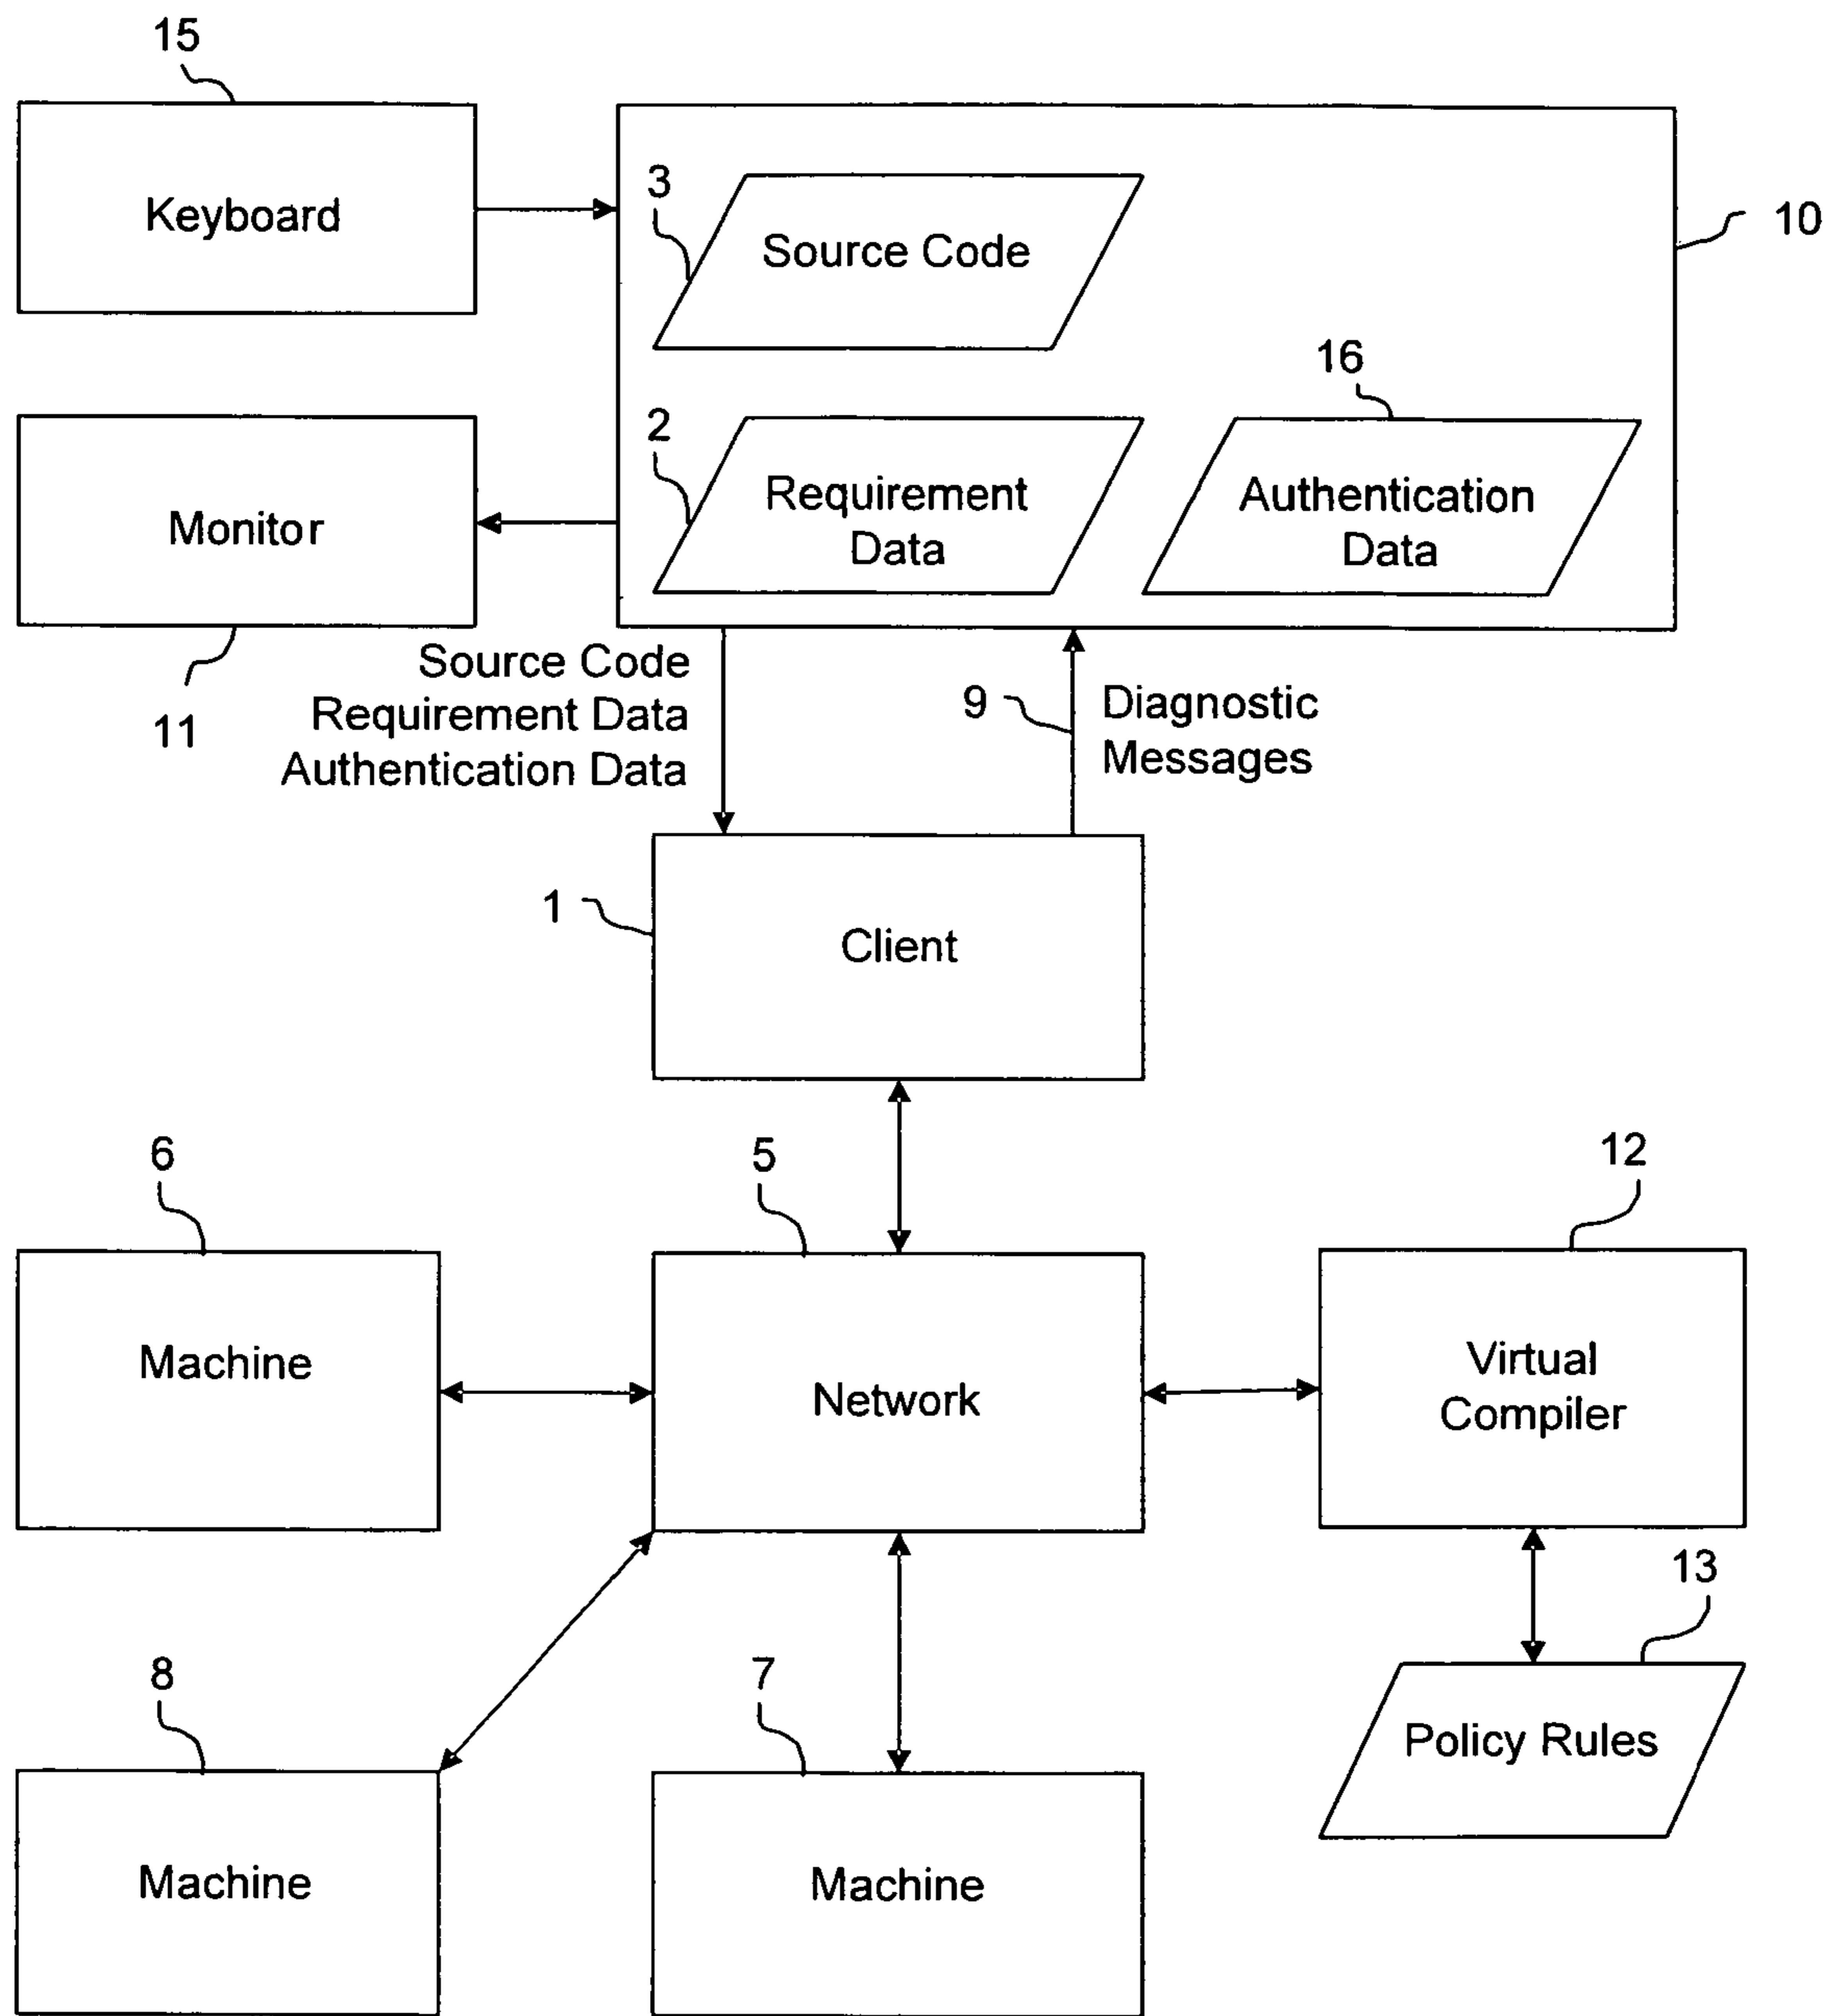 15
Keyboard
3
Source Code
10
16
2
Requirement
Data
Authentication
Data
Monitor
11
Source Code
Requirement Data
Authentication Data
9
Diagnostic
Messages
1
Client
6
5
12
Machine
Network
Virtual
Compiler
13
8
7
Policy Rules
Machine
Machine